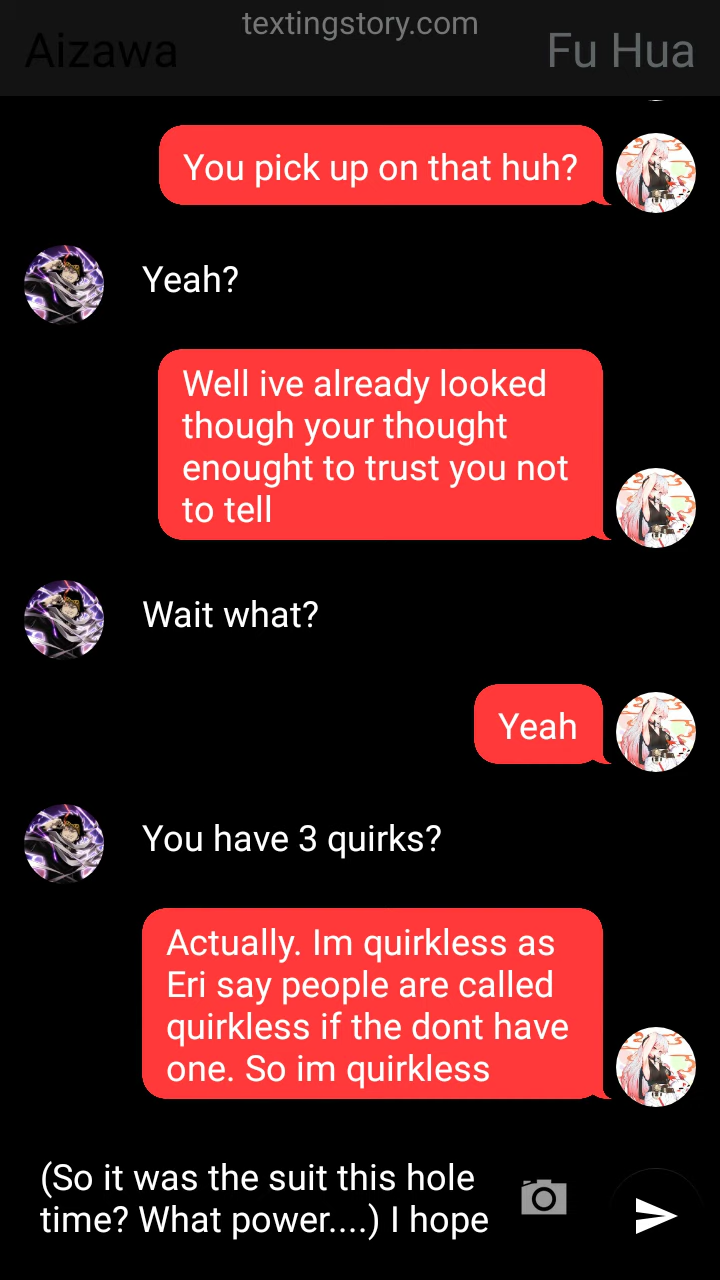 textingstory.com
Aizawa
Fu Hua
You pick up on that huh?
Yeah?
Well ive already looked
though your thought
enought to trust you not
to tell
Wait what?
Yeah
You have 3 quirks?
Actually. Im quirkless as
Eri say people are called
quirkless if the dont have
one. So im quirkless
(So it was the suit this hole
time? What power....) I hope